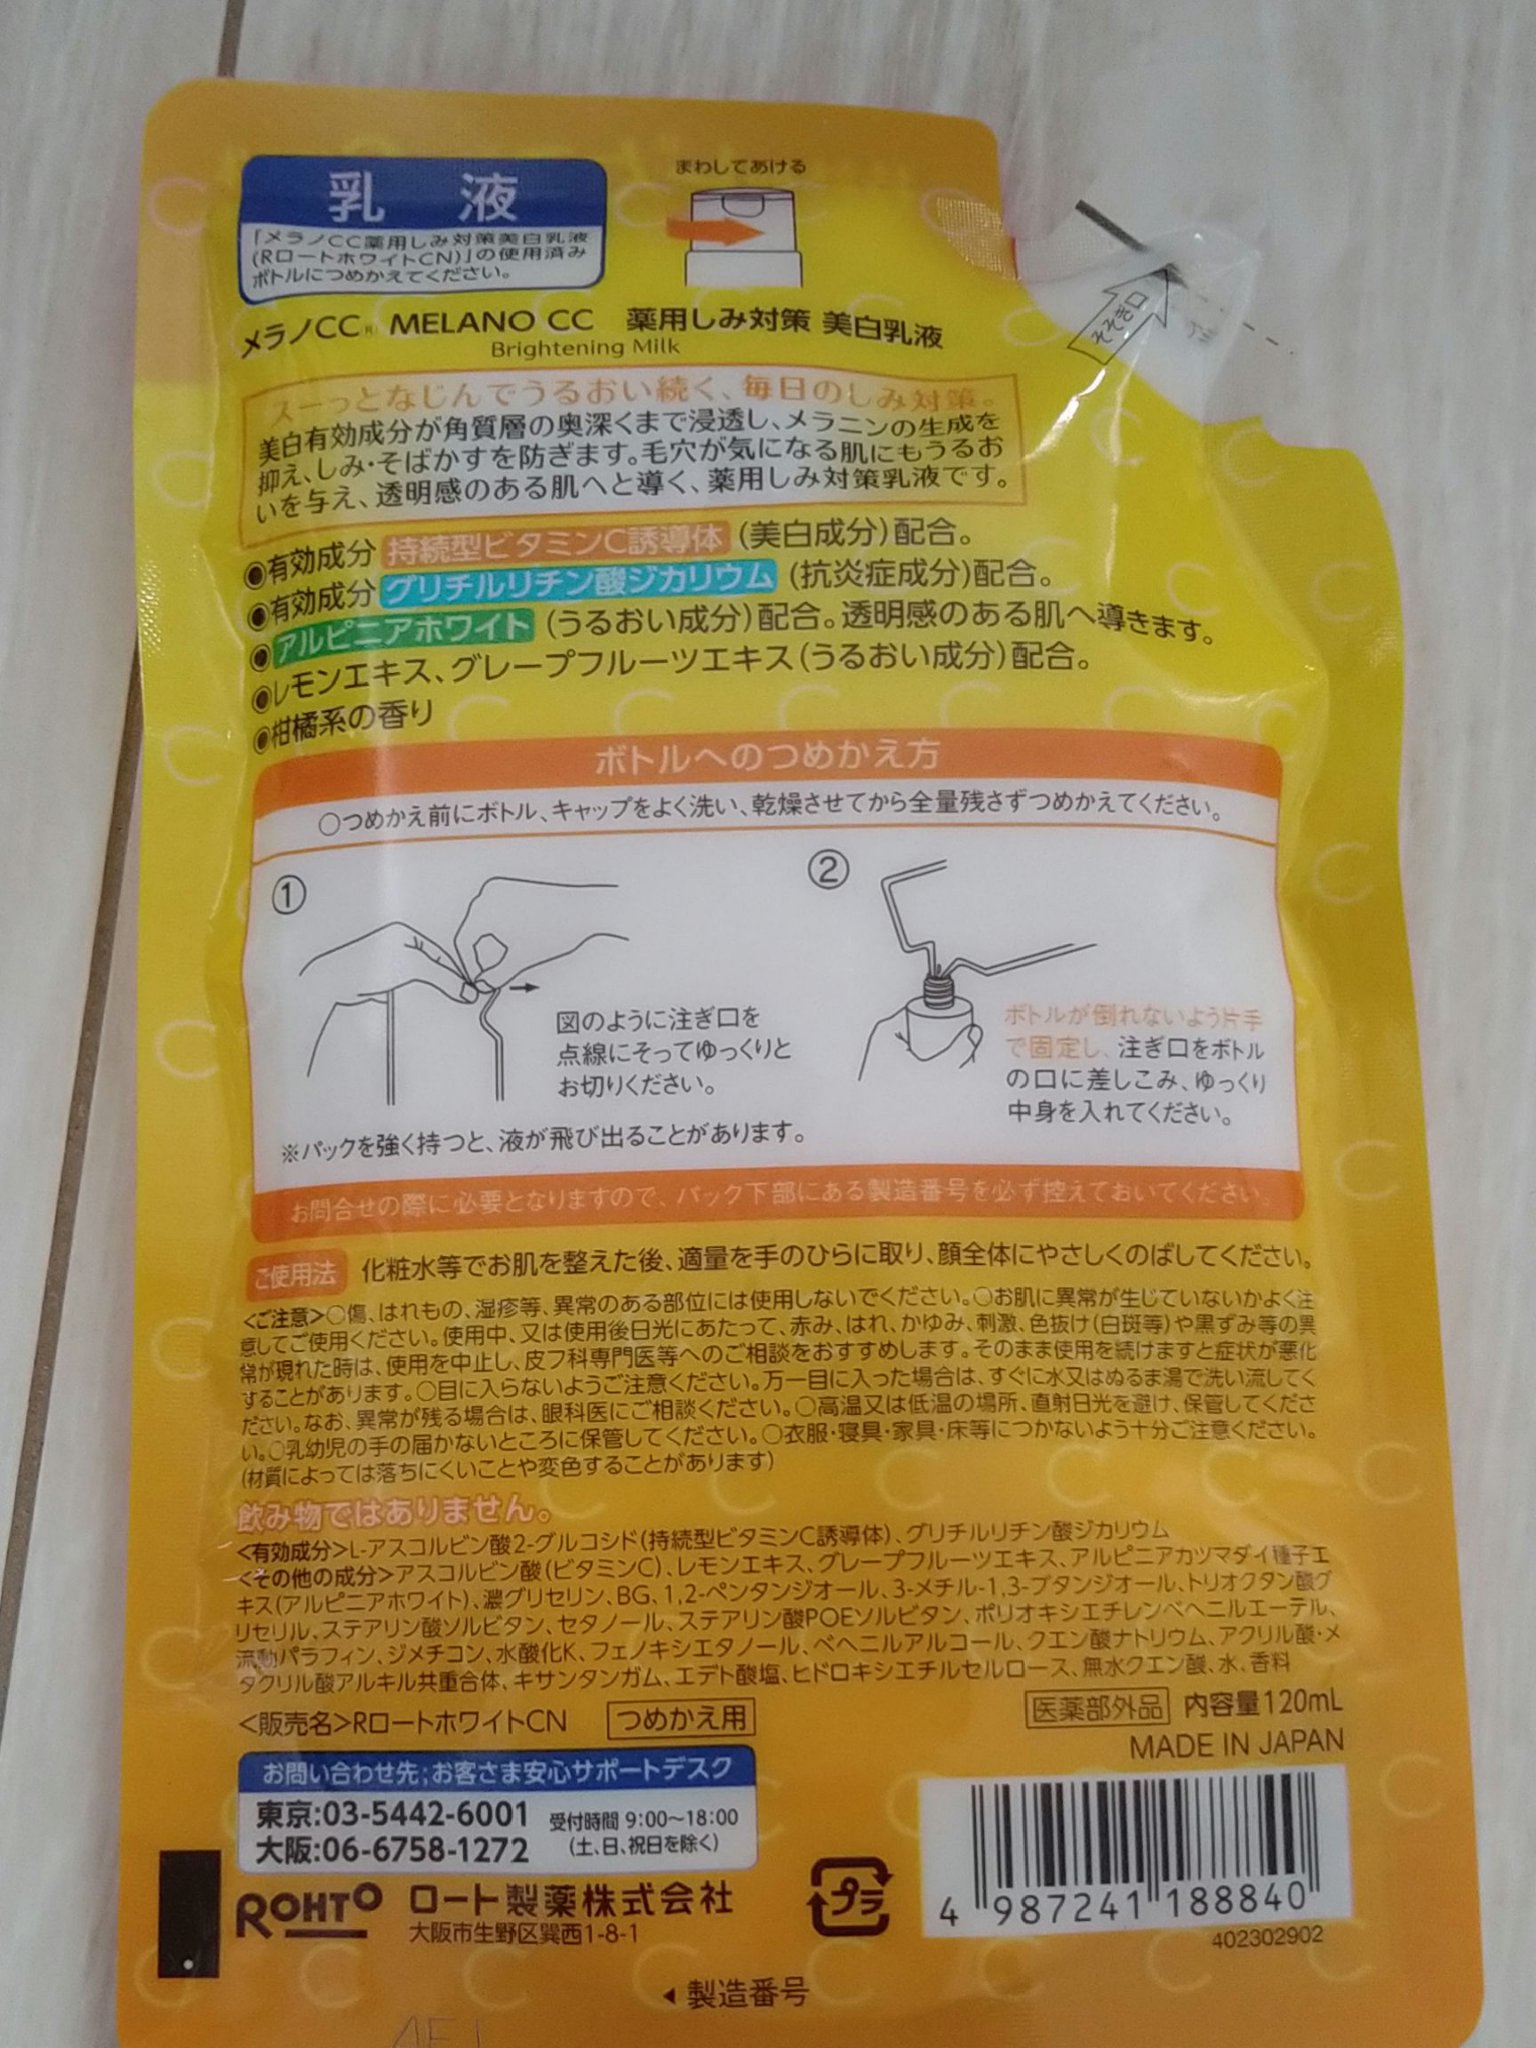 乳液
「メラノCC薬用しみ対策美白乳液
(RロートホワイトCN)」の使用済み
ボトルにつめかえてください。
まわしてあける
そそぎ口
メラノCC® MELANO CC 薬用しみ対策 美白乳液
Brightening Milk
スーっとなじんでうるおい続く、毎日のしみ対策。
美白有効成分が角質層の奥深くまで浸透し、メラニンの生成を
抑え、しみ・そばかすを防ぎます。毛穴が気になる肌にもうるお
いを与え、透明感のある肌へと導く、薬用しみ対策乳液です。
●有効成分 持続型ビタミンC誘導体 (美白成分)配合。
●有効成分 グリチルリチン酸ジカリウム (抗炎症成分)配合。
●アルピニアホワイト (うるおい成分)配合。透明感のある肌へ導きます。
●レモンエキス、グレープフルーツエキス(うるおい成分)配合。
●柑橘系の香り
ボトルへのつめかえ方
○つめかえ前にボトル、キャップをよく洗い、乾燥させてから全量残さずつめかえてください。
①
図のように注ぎ口を
点線にそってゆっくりと
お切りください。
※パックを強く持つと、液が飛び出ることがあります。
②
ボトルが倒れないよう片手
で固定し、注ぎ口をボトル
の口に差しこみ、ゆっくり
中身を入れてください。
お問合せの際に必要となりますので、パック下部にある製造番号を必ず控えておいてください。
ご使用法 化粧水等でお肌を整えた後、適量を手のひらに取り、顔全体にやさしくのばしてください。
<ご注意>○傷、はれもの、湿疹等、異常のある部位には使用しないでください。○お肌に異常が生じていないかよく注
意してご使用ください。使用中、又は使用後日光にあたって、赤み、はれ、かゆみ、刺激、色抜け(白斑等)や黒ずみ等の異
常が現れた時は、使用を中止し、皮フ科専門医等へのご相談をおすすめします。そのまま使用を続けますと症状が悪化
することがあります。○目に入らないようご注意ください。万一目に入った場合は、すぐに水又はぬるま湯で洗い流してく
ださい。なお、異常が残る場合は、眼科医にご相談ください。○高温又は低温の場所、直射日光を避け、保管してくださ
い。○乳幼児の手の届かないところに保管してください。○衣服・寝具・家具・床等につかないよう十分ご注意ください。
(材質によっては落ちにくいことや変色することがあります)
飲み物ではありません。
<有効成分>L-アスコルビン酸2-グルコシド(持続型ビタミンC誘導体)、グリチルリチン酸ジカリウム
<その他の成分>アスコルビン酸(ビタミンC)、レモンエキス、グレープフルーツエキス、アルピニアカツマダイ種子エ
キス(アルピニアホワイト)、濃グリセリン、BG、1,2-ペンタンジオール、3-メチル-1,3-ブタンジオール、トリオクタン酸グ
リセリル、ステアリン酸ソルビタン、セタノール、ステアリン酸POEソルビタン、ポリオキシエチレンベヘニルエーテル、
流動パラフィン、ジメチコン、水酸化K、フェノキシエタノール、ベヘニルアルコール、クエン酸ナトリウム、アクリル酸・メ
タクリル酸アルキル共重合体、キサンタンガム、エデト酸塩、ヒドロキシエチルセルロース、無水クエン酸、水、香料
<販売名>RロートホワイトCN つめかえ用
医薬部外品 内容量120mL
MADE IN JAPAN
お問い合わせ先:お客さま安心サポートデスク
東京:03-5442-6001
大阪:06-6758-1272
受付時間 9:00~18:00
(土、日、祝日を除く)
ROHTO ロート製薬株式会社
大阪市生野区巽西1-8-1
プラ
4 987241 188840
402302902
◀製造番号